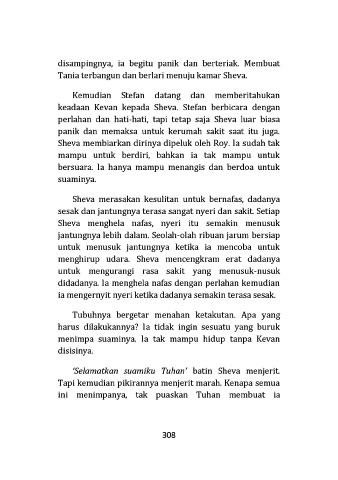 disampingnya, ia begitu panik dan berteriak. Membuat
Tania terbangun dan berlari menuju kamar Sheva.
Kemudian Stefan datang dan memberitahukan
keadaan Kevan kepada Sheva. Stefan berbicara dengan
perlahan dan hati-hati, tapi tetap saja Sheva luar biasa
panik dan memaksa untuk kerumah sakit saat itu juga.
Sheva membiarkan dirinya dipeluk oleh Roy. Ia sudah tak
mampu untuk berdiri, bahkan ia tak mampu untuk
bersuara. Ia hanya mampu menangis dan berdoa untuk
suaminya.
Sheva merasakan kesulitan untuk bernafas, dadanya
sesak dan jantungnya terasa sangat nyeri dan sakit. Setiap
Sheva menghela nafas, nyeri itu semakin menusuk
jantungnya lebih dalam. Seolah-olah ribuan jarum bersiap
untuk menusuk jantungnya ketika ia mencoba untuk
menghirup udara. Sheva mencengkram erat dadanya
untuk mengurangi rasa sakit yang menusuk-nusuk
didadanya. Ia menghela nafas dengan perlahan kemudian
ia mengernyit nyeri ketika dadanya semakin terasa sesak.
Tubuhnya bergetar menahan ketakutan. Apa yang
harus dilakukannya? Ia tidak ingin sesuatu yang buruk
menimpa suaminya. Ia tak mampu hidup tanpa Kevan
disisinya.
‘Selamatkan suamiku Tuhan’ batin Sheva menjerit.
Tapi kemudian pikirannya menjerit marah. Kenapa semua
ini menimpanya, tak puaskan Tuhan membuat ia
308